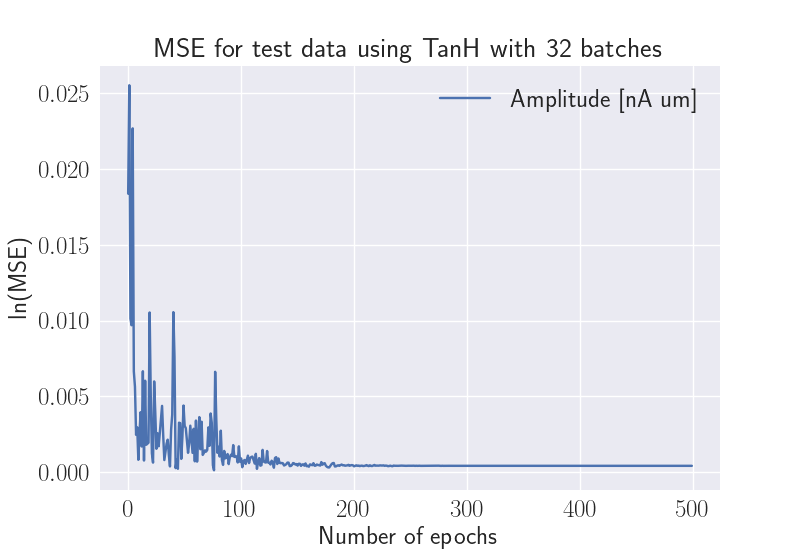 MSE for test data using TanH with 32 batches
Amplitude [nA um]
ln(MSE)
0.025
0.020
0.015
0.010
0.005
0.000
0 100 200 300 400 500
Number of epochs